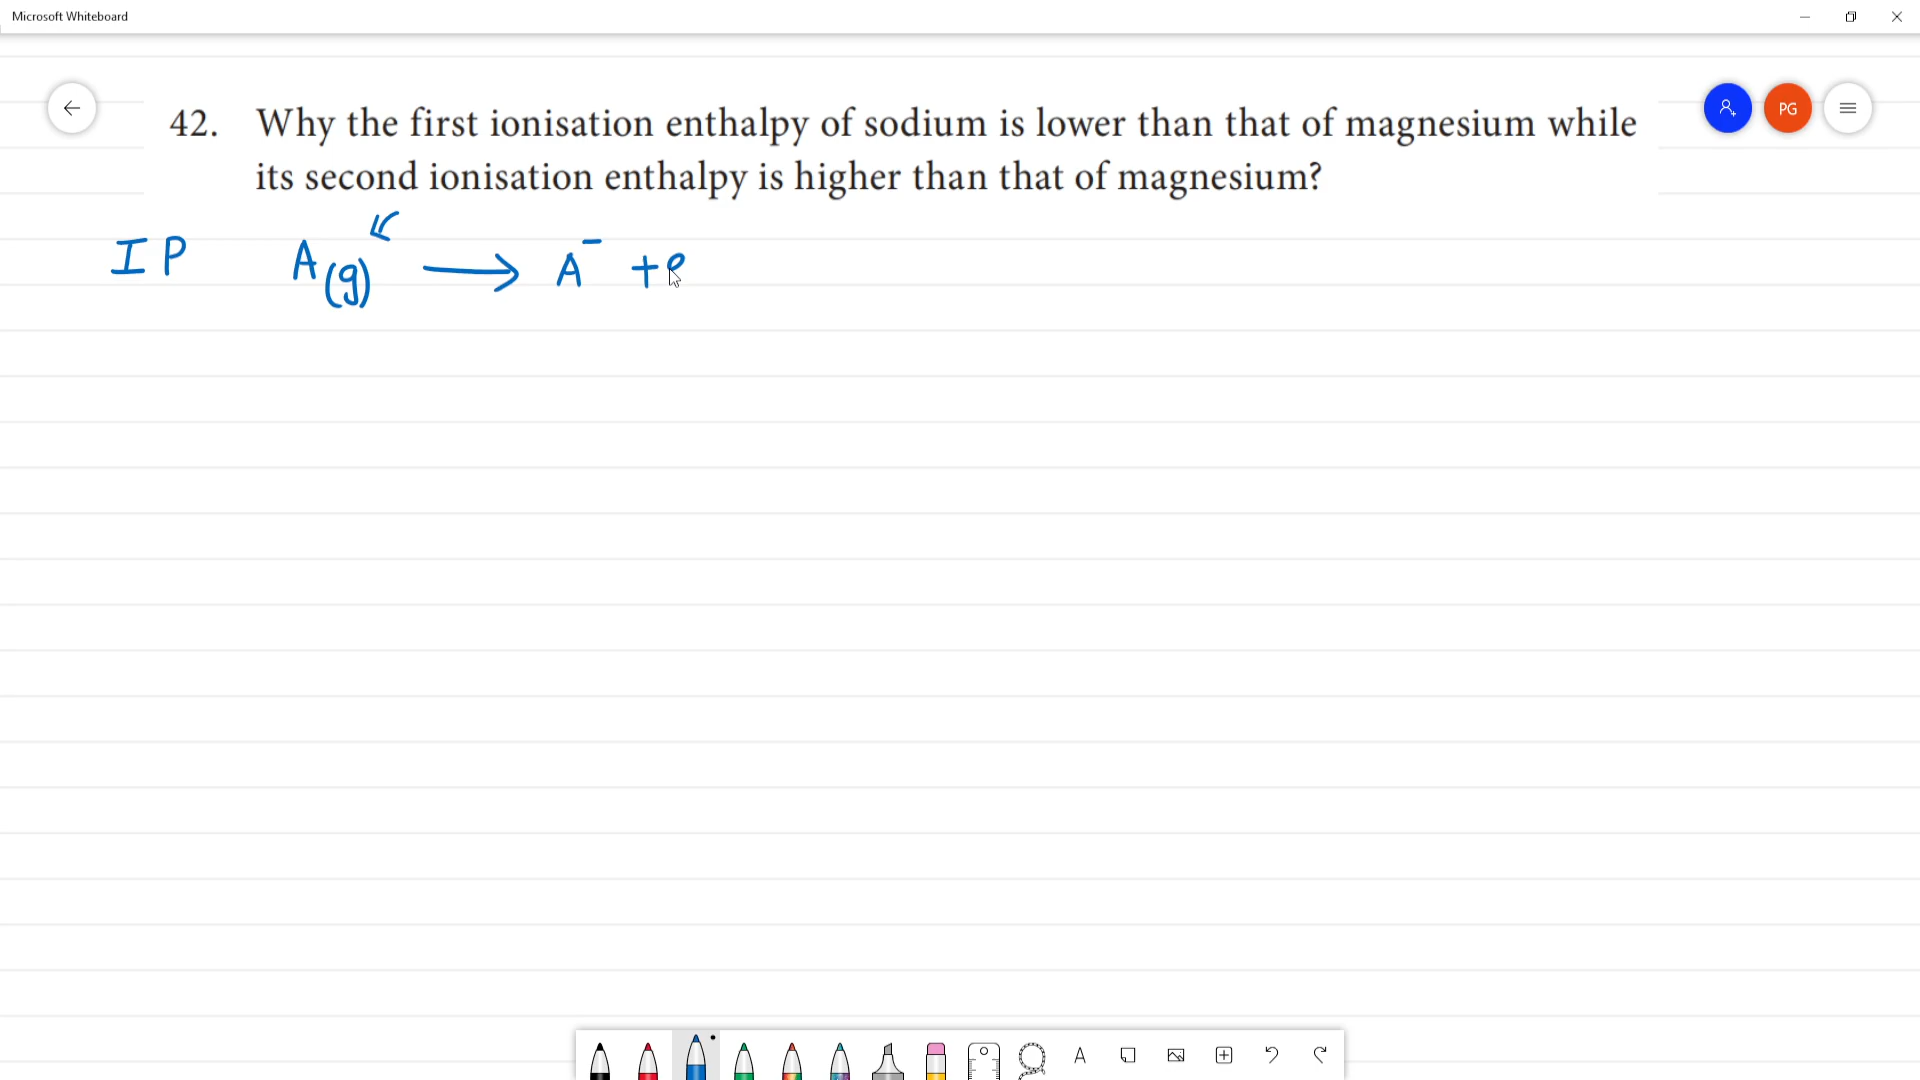 Microsoft Whiteboard
PG
42. Why the first ionisation enthalpy of sodium is lower than that of magnesium while
its second ionisation enthalpy is higher than that of magnesium?
IP A(g) ⟶ A⁻ + e
A